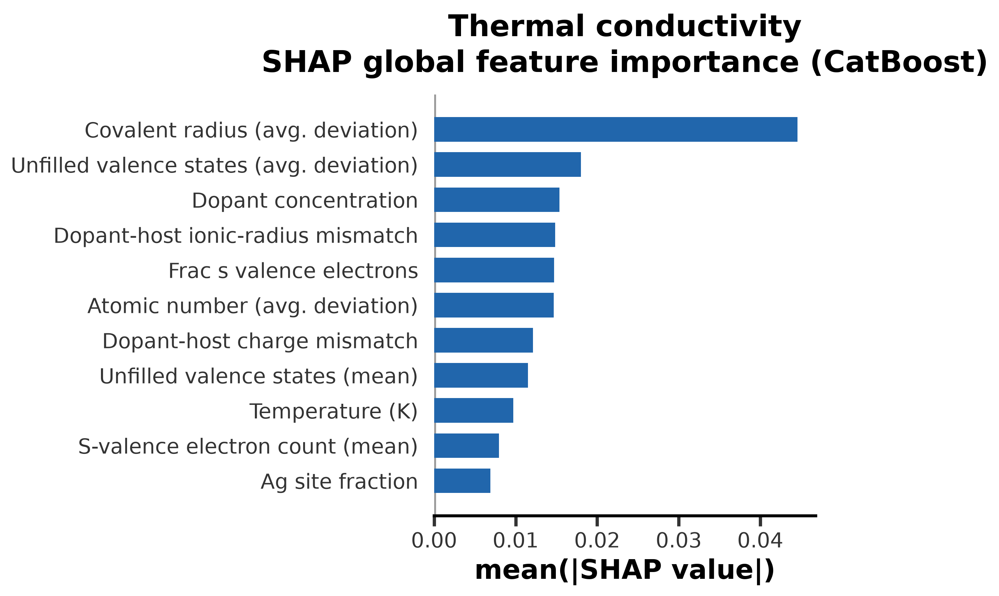 Thermal conductivity
SHAP global feature importance (CatBoost)
Covalent radius (avg. deviation)
Unfilled valence states (avg. deviation)
Dopant concentration
Dopant-host ionic-radius mismatch
Frac s valence electrons
Atomic number (avg. deviation)
Dopant-host charge mismatch
Unfilled valence states (mean)
Temperature (K)
S-valence electron count (mean)
Ag site fraction
0.00 0.01 0.02 0.03 0.04
mean(|SHAP value|)